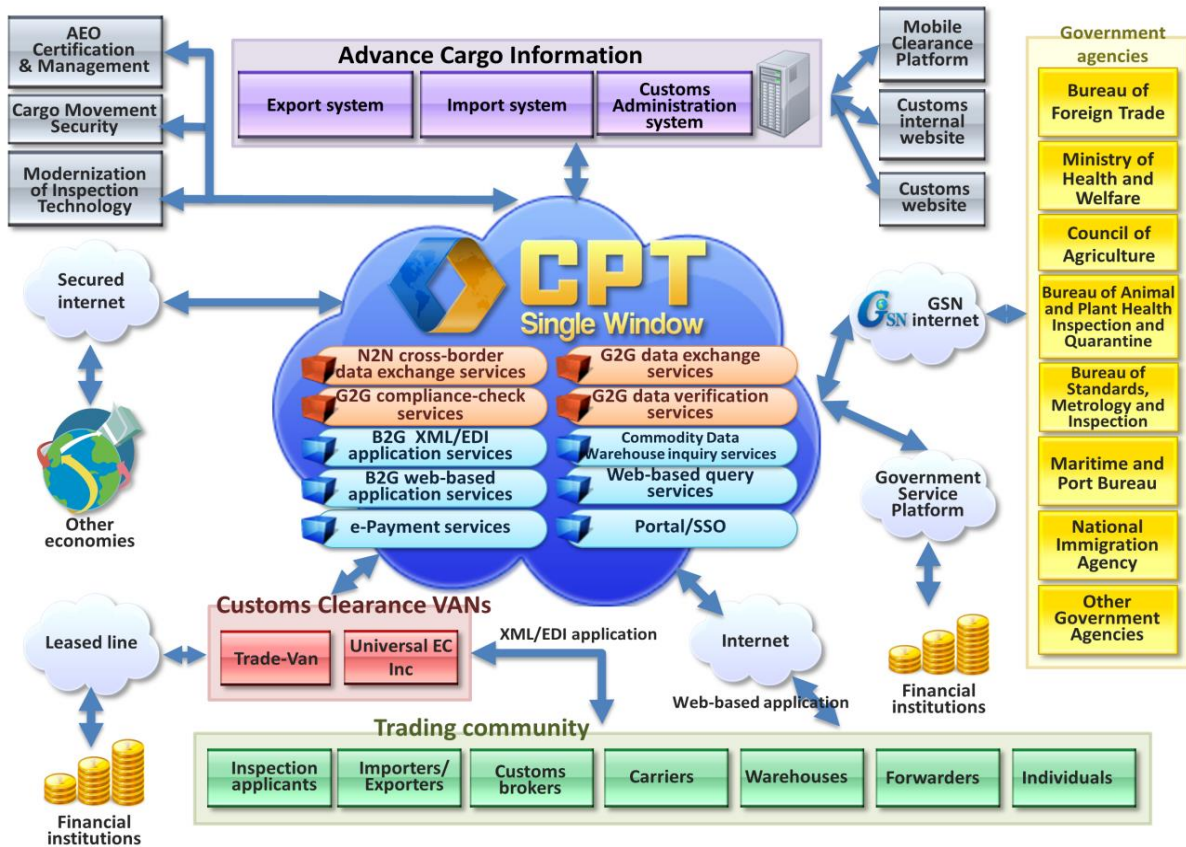 AEO
Certification
& Management
Cargo Movement
Security
Modernization
of Inspection
Technology
Advance Cargo Information
Export system
Import system
Customs
Administration
system
Mobile
Clearance
Platform
Customs
internal
website
Customs
website
Government
agencies
Bureau of
Foreign Trade
Ministry of
Health and
Welfare
Council of
Agriculture
Bureau of Animal
and Plant Health
Inspection and
Quarantine
Bureau of
Standards,
Metrology and
Inspection
Maritime and
Port Bureau
National
Immigration
Agency
Other
Government
Agencies
Secured
internet
Other
economies
CPT
Single Window
N2N cross-border
data exchange services
G2G data exchange
services
G2G compliance-check
services
G2G data verification
services
B2G XML/EDI
application services
Commodity Data
Warehouse inquiry services
B2G web-based
application services
Web-based query
services
e-Payment services
Portal/SSO
GSN
GSN
internet
Government
Service
Platform
Financial
institutions
Leased line
Financial
institutions
Customs Clearance VANs
Trade-Van
Universal EC
Inc
XML/EDI application
Internet
Web-based application
Trading community
Inspection
applicants
Importers/
Exporters
Customs
brokers
Carriers
Warehouses
Forwarders
Individuals